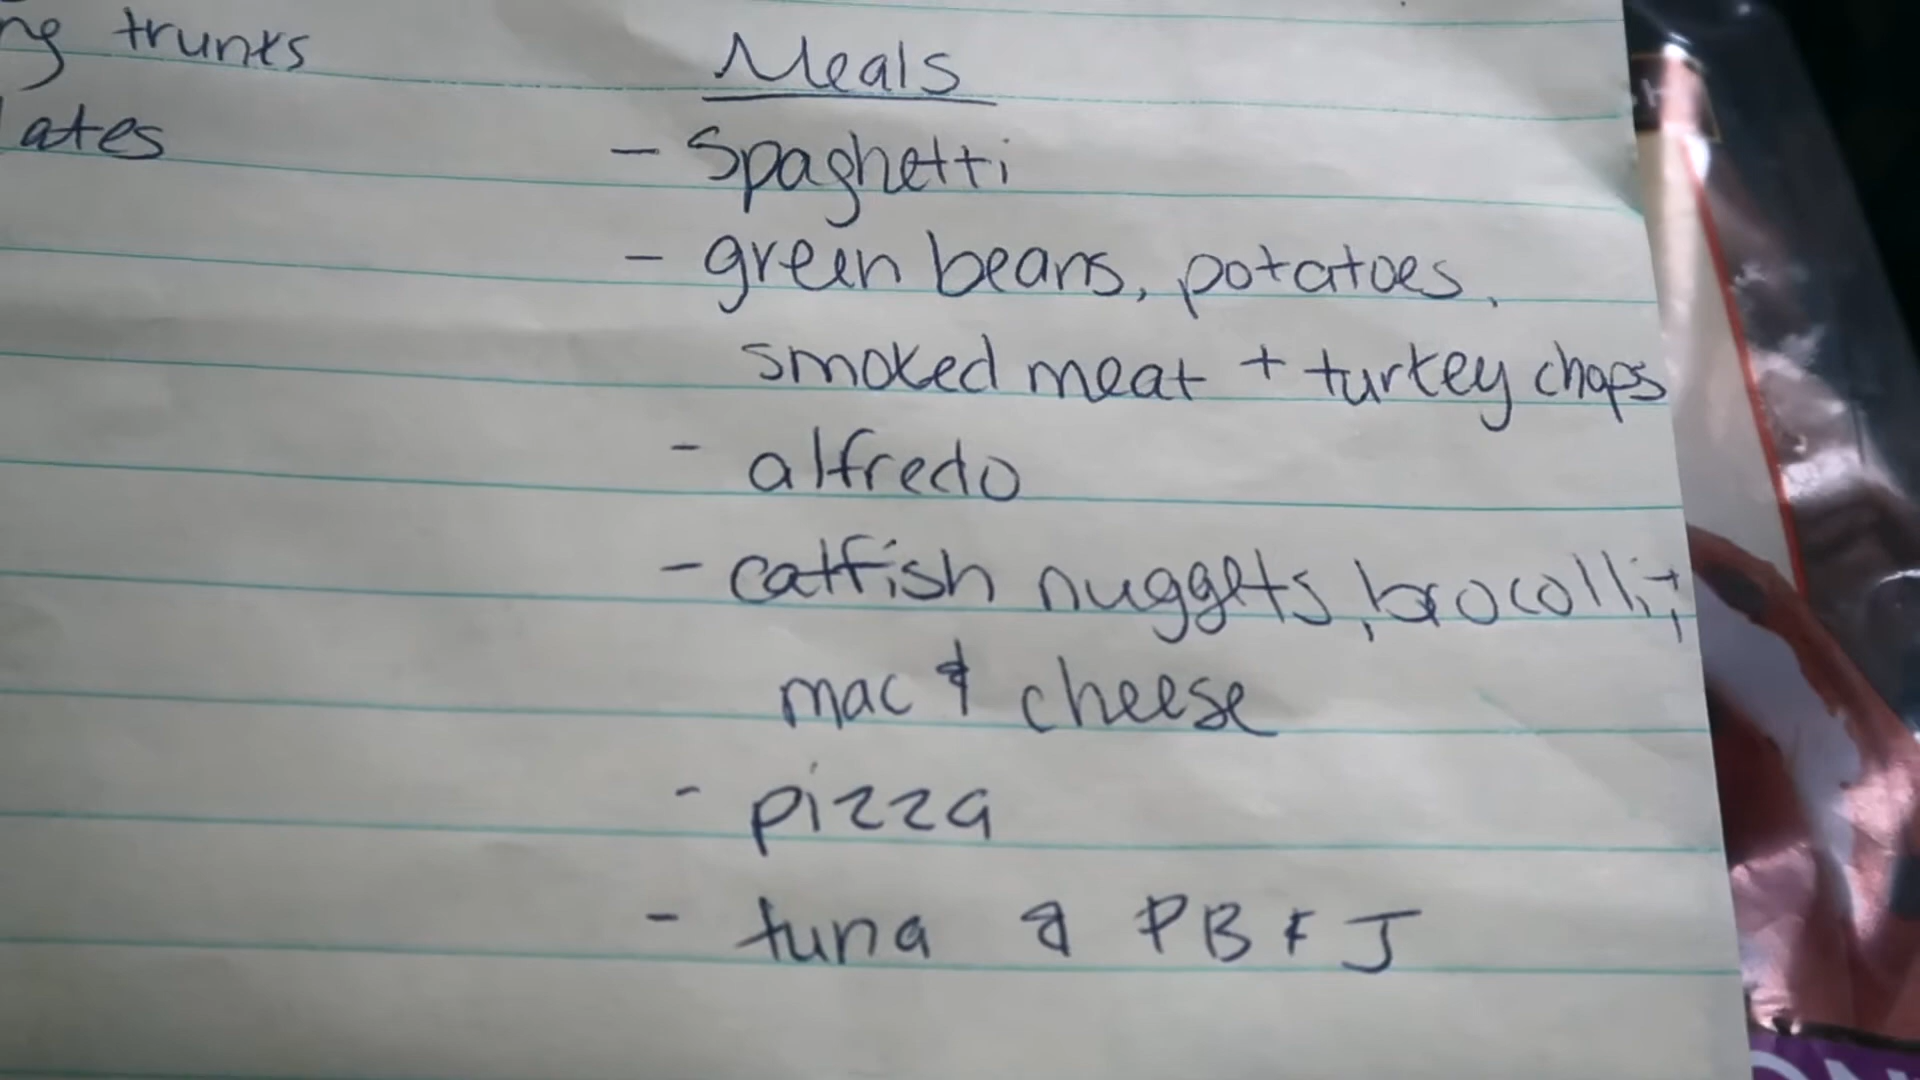 ng trunks
ates
Meals
- Spaghetti
- green beans, potatoes,
smoked meat + turkey chops
- alfredo
- catfish nuggets, brocolli,+
mac & cheese
- pizza
- tuna & PB & J